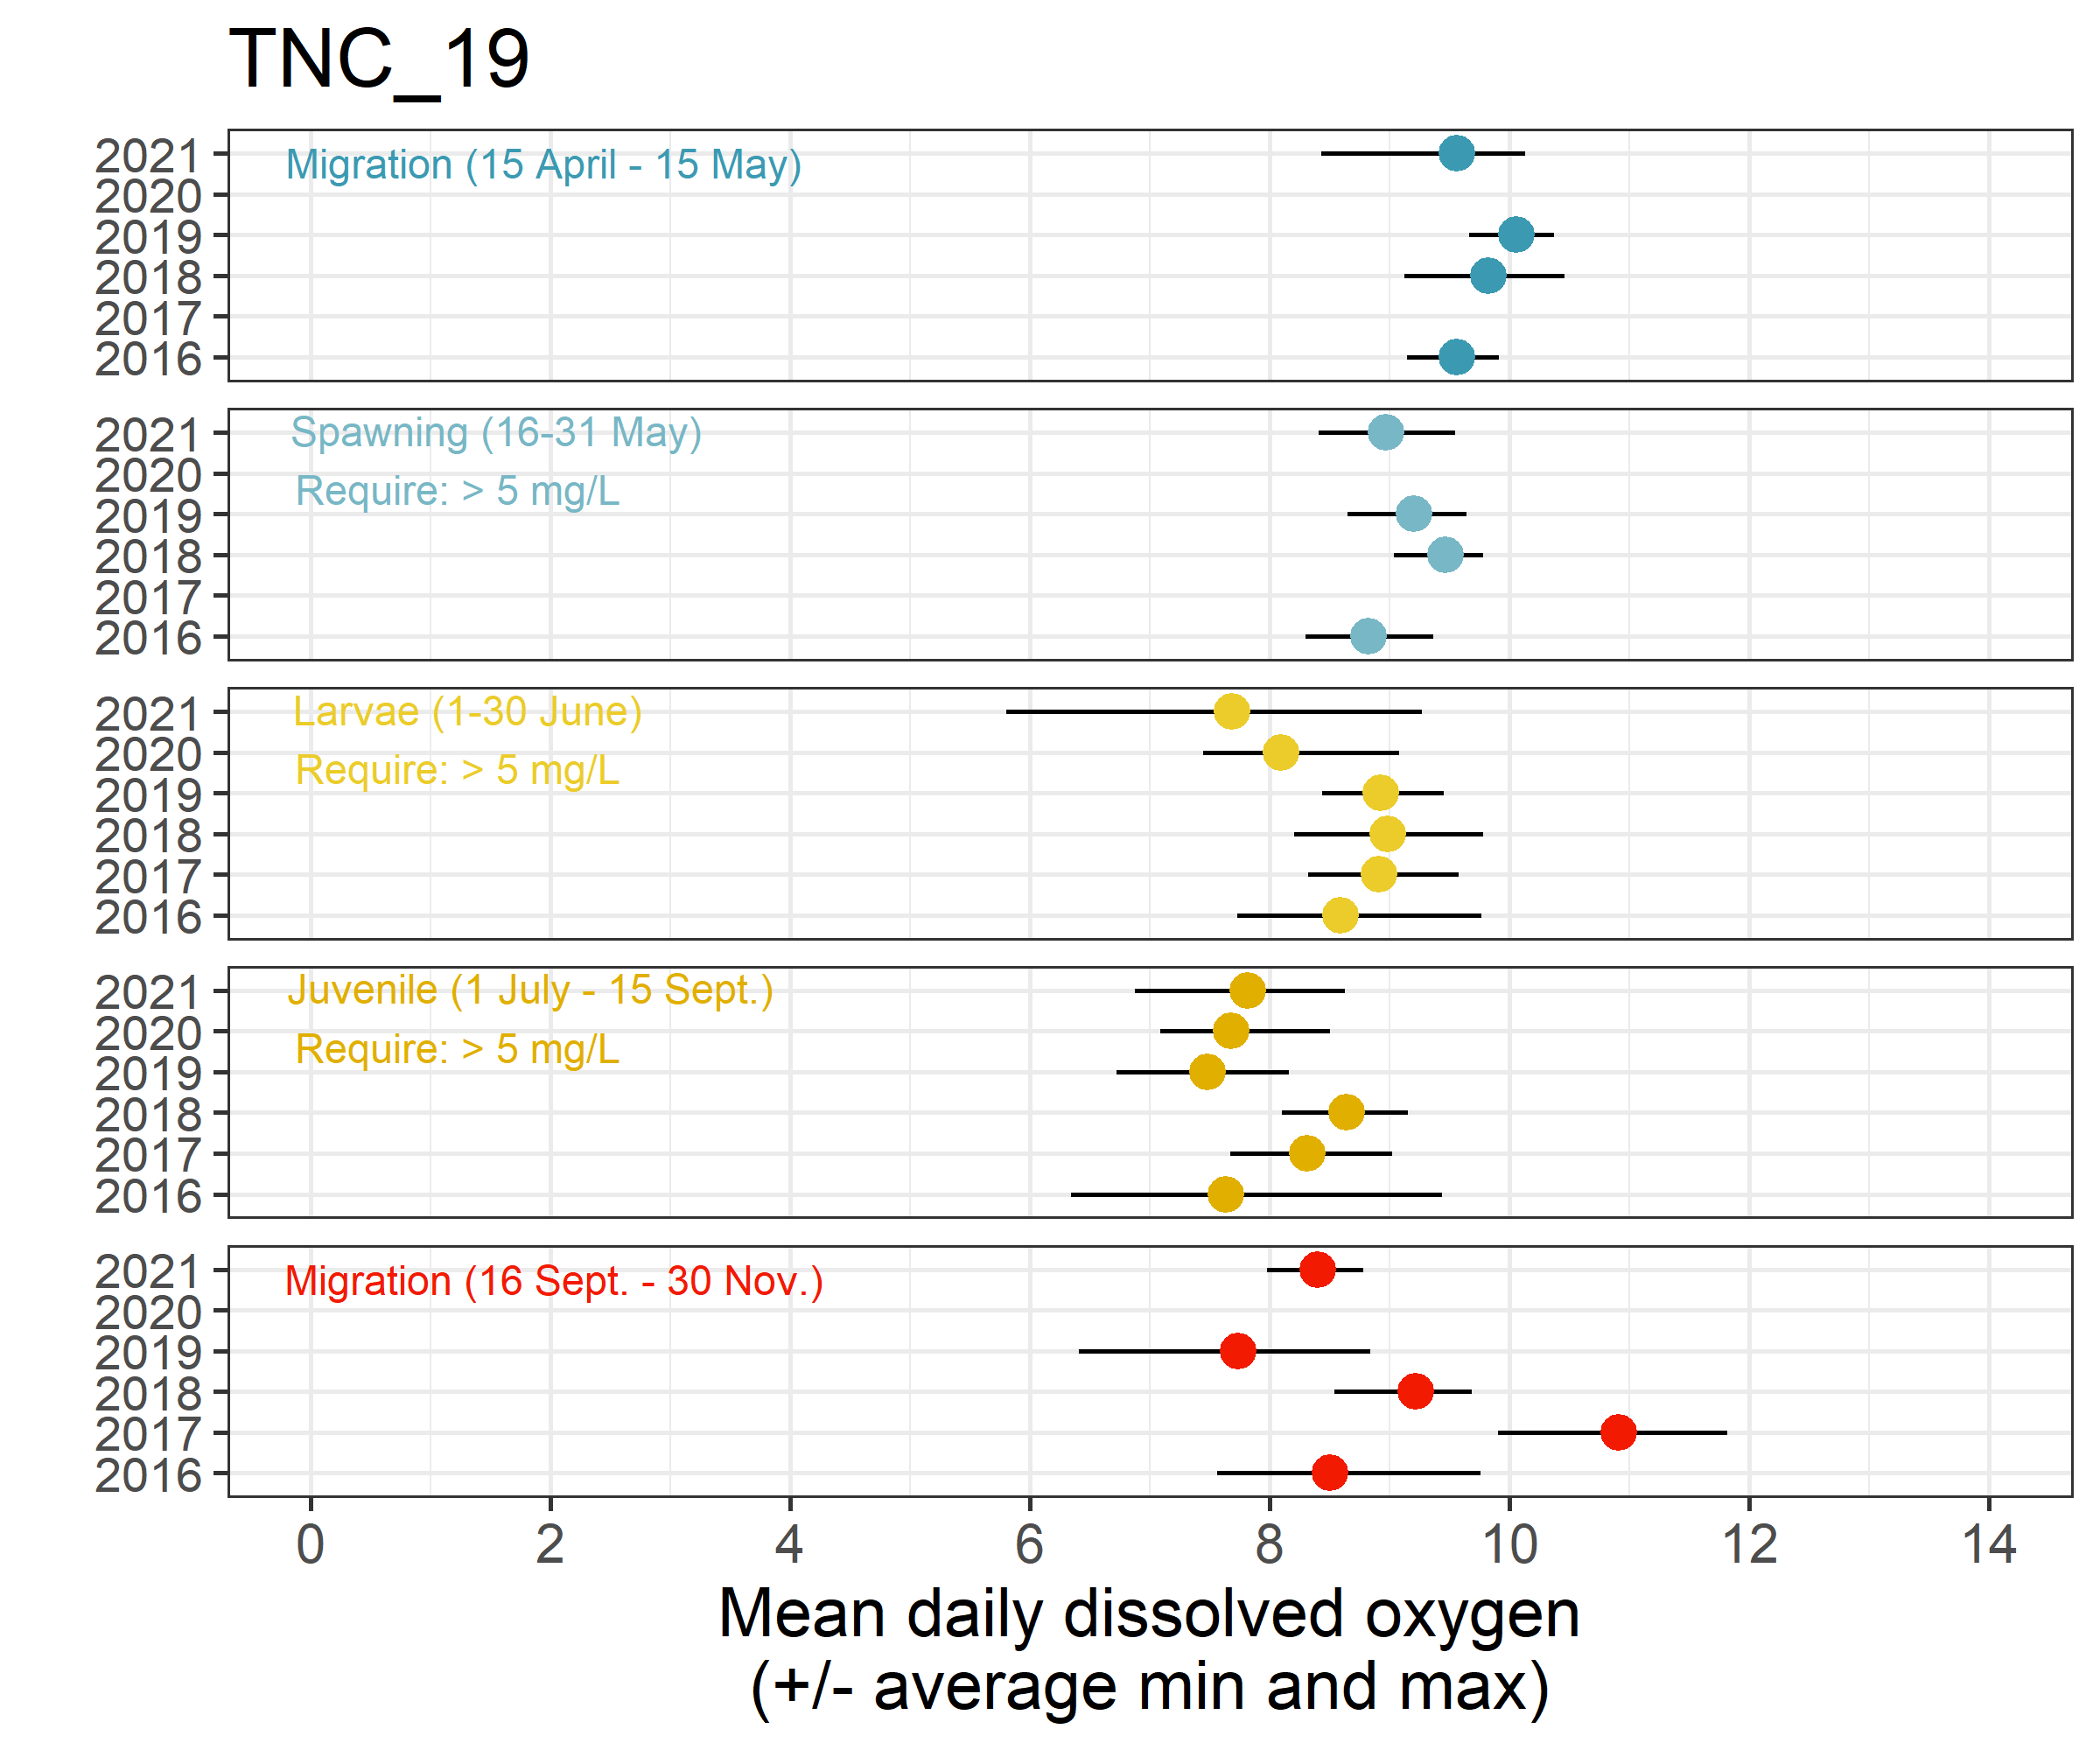 TNC_19
2021
Migration (15 April - 15 May)
2020
2019
2018
2017
2016
2021
Spawning (16-31 May)
2020
Require: > 5 mg/L
2019
2018
2017
2016
2021
Larvae (1-30 June)
2020
Require: > 5 mg/L
2019
2018
2017
2016
2021
Juvenile (1 July - 15 Sept.)
2020
Require: > 5 mg/L
2019
2018
2017
2016
2021
Migration (16 Sept. - 30 Nov.)
2020
2019
2018
2017
2016
0 2 4 6 8 10 12 14
Mean daily dissolved oxygen
(+/- average min and max)